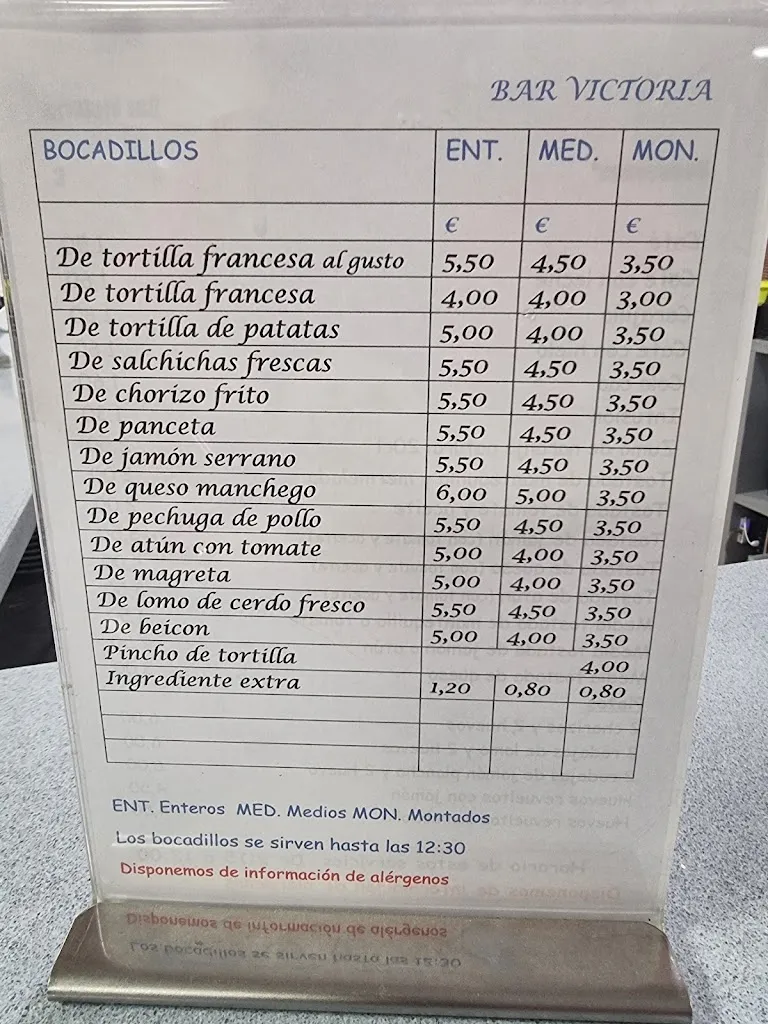 BAR VICTORIA
BOCADILLOS ENT. MED. MON.
€ € €
De tortilla francesa al gusto 5,50 4,50 3,50
De tortilla francesa 4,00 4,00 3,00
De tortilla de patatas 5,00 4,00 3,50
De salchichas frescas 5,50 4,50 3,50
De chorizo frito 5,50 4,50 3,50
De panceta 5,50 4,50 3,50
De jamón serrano 5,50 4,50 3,50
De queso manchego 6,00 5,00 3,50
De pechuga de pollo 5,50 4,50 3,50
De atún con tomate 5,00 4,00 3,50
De magreta 5,00 4,00 3,50
De lomo de cerdo fresco 5,50 4,50 3,50
De beicon 5,00 4,00 3,50
Pincho de tortilla 4,00
Ingrediente extra 1,20 0,80 0,80
ENT. Enteros MED. Medios MON. Montados
Los bocadillos se sirven hasta las 12:30
Disponemos de información de alérgenos